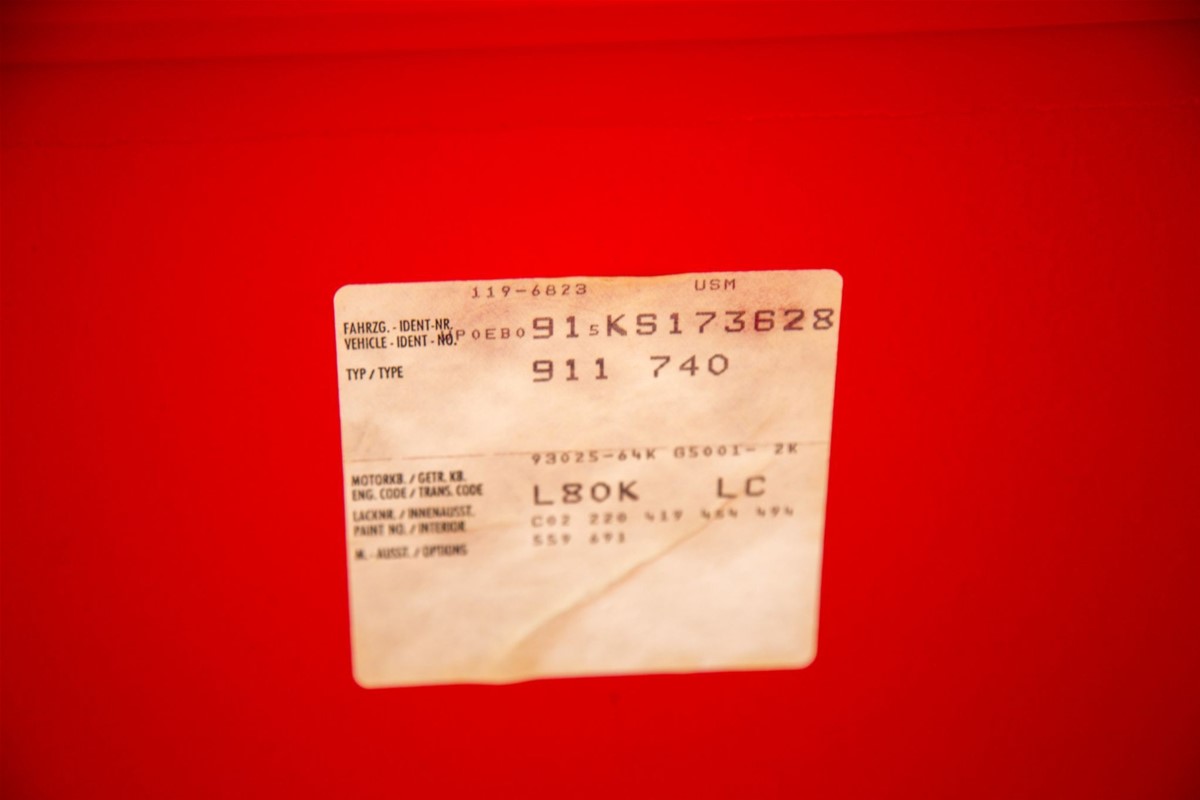 119-6823 USM
FAHRZG. - IDENT-NR.
VEHICLE - IDENT - NO. WP0EB0915KS173628
TYP / TYPE 911 740
93025-64K G5001- 2K
MOTORKB. / GETR. KB.
ENG. CODE / TRANS. CODE L80K LC
LACKNR. / INNENAUSST.
PAINT NO. / INTERIOR C02 220 419 454 494
559 691
M. - AUSST. / OPTIONS